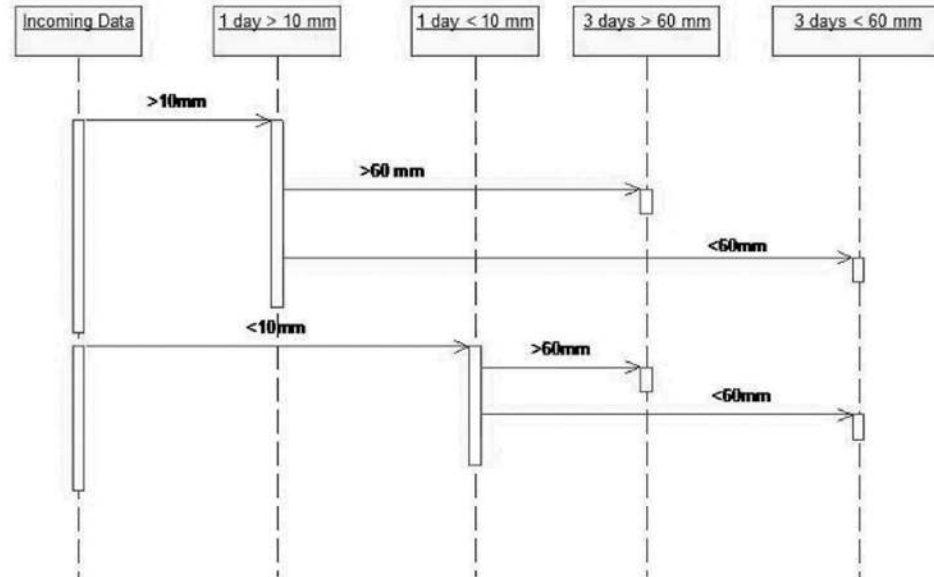 Incoming Data
1 day > 10 mm
1 day < 10 mm
3 days > 60 mm
3 days < 60 mm
>10mm
>60 mm
<60mm
<10mm
>60mm
<60mm